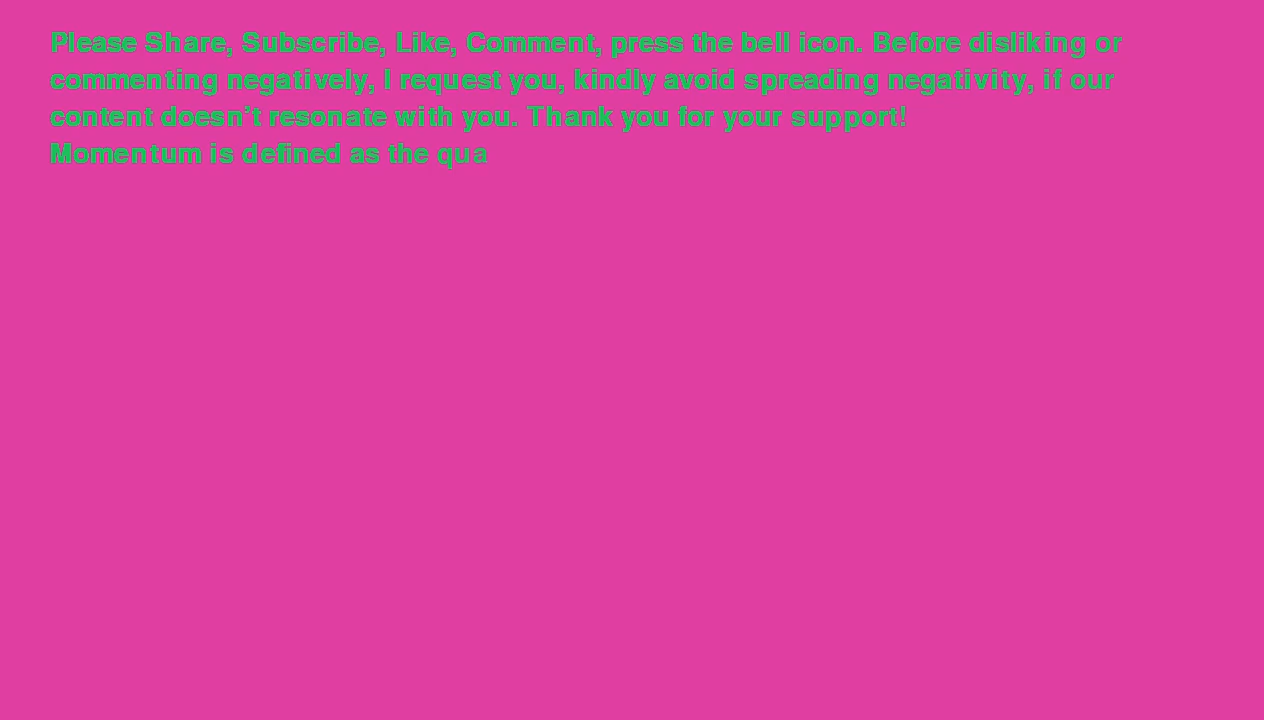 Please Share, Subscribe, Like, Comment, press the bell icon. Before disliking or
commenting negatively, I request you, kindly avoid spreading negativity, if our
content doesn't resonate with you. Thank you for your support!
Momentum is defined as the qua